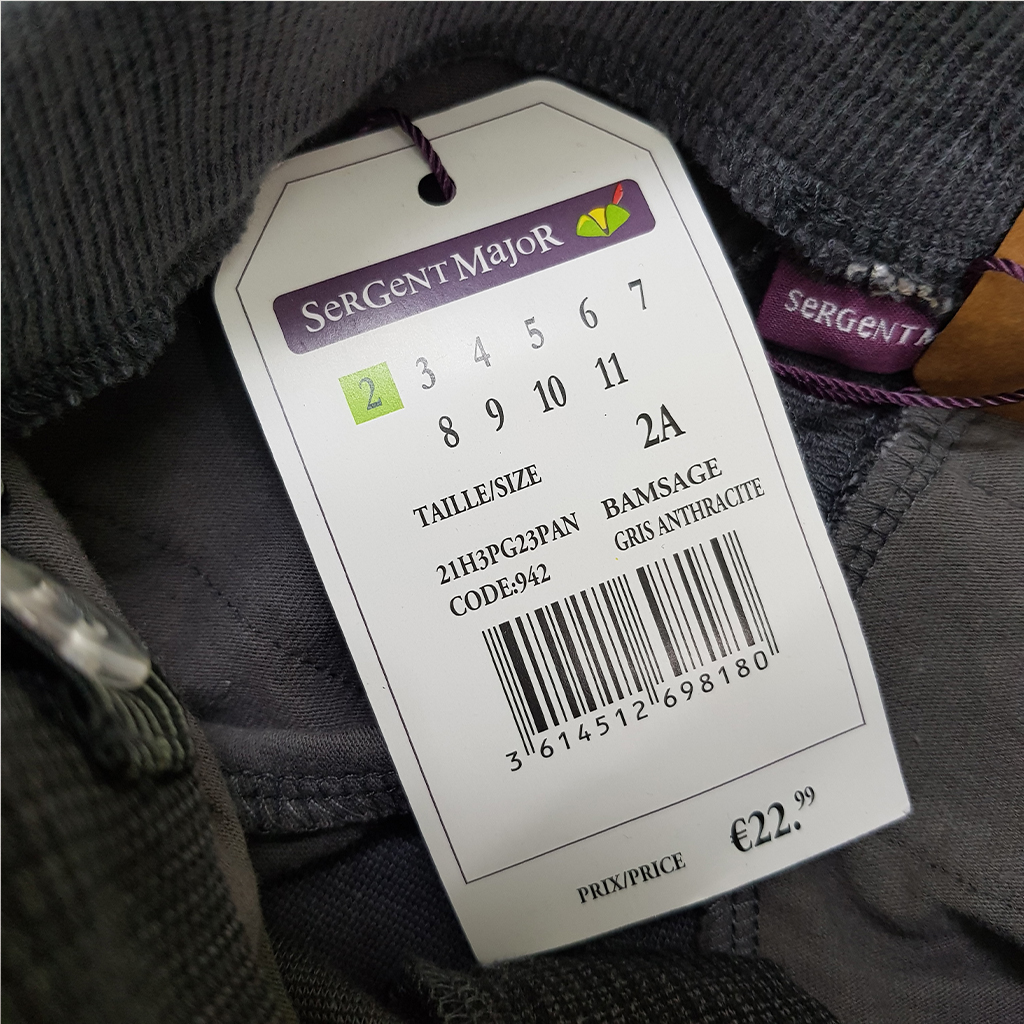 SERGENT MAJOR
2 3 4 5 6 7
8 9 10 11
TAILLE/SIZE 2A
21H3PG23PAN BAMSAGE
CODE:942 GRIS ANTHRACITE
3 614512 698180
PRIX/PRICE €22.99
SERGENT M